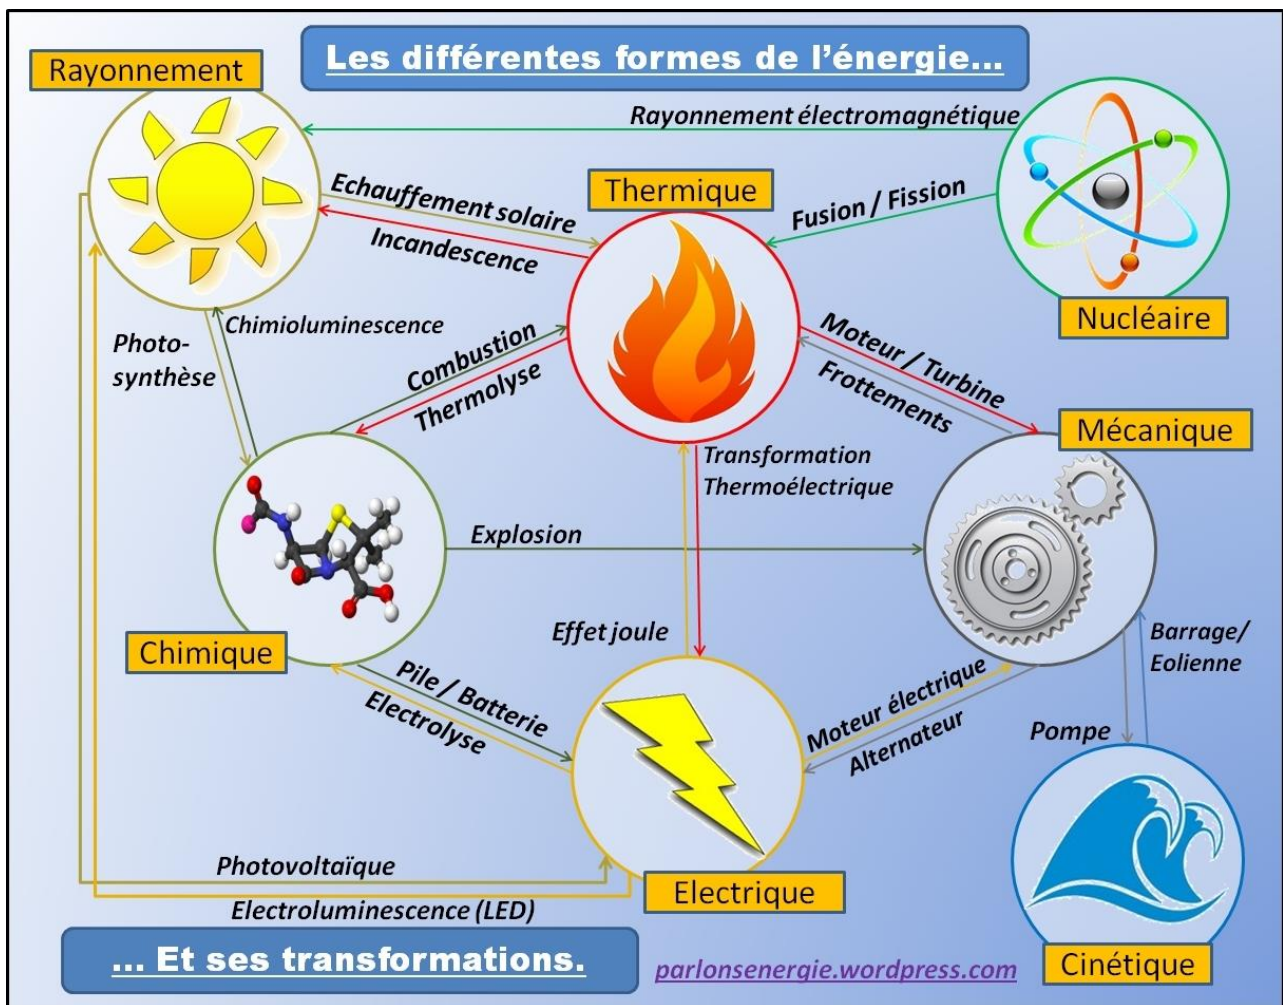 Les différentes formes de l'énergie...
Rayonnement
Rayonnement électromagnétique
Thermique
Echauffement solaire
Incandescence
Fusion / Fission
Nucléaire
Chimioluminescence
Photo-
synthèse
Combustion
Thermolyse
Moteur / Turbine
Frottements
Mécanique
Transformation
Thermoélectrique
Explosion
Effet joule
Chimique
Barrage/
Eolienne
Pile / Batterie
Electrolyse
Moteur électrique
Alternateur
Pompe
Photovoltaïque
Electrique
Electroluminescence (LED)
... Et ses transformations.
parlonsenergie.wordpress.com
Cinétique